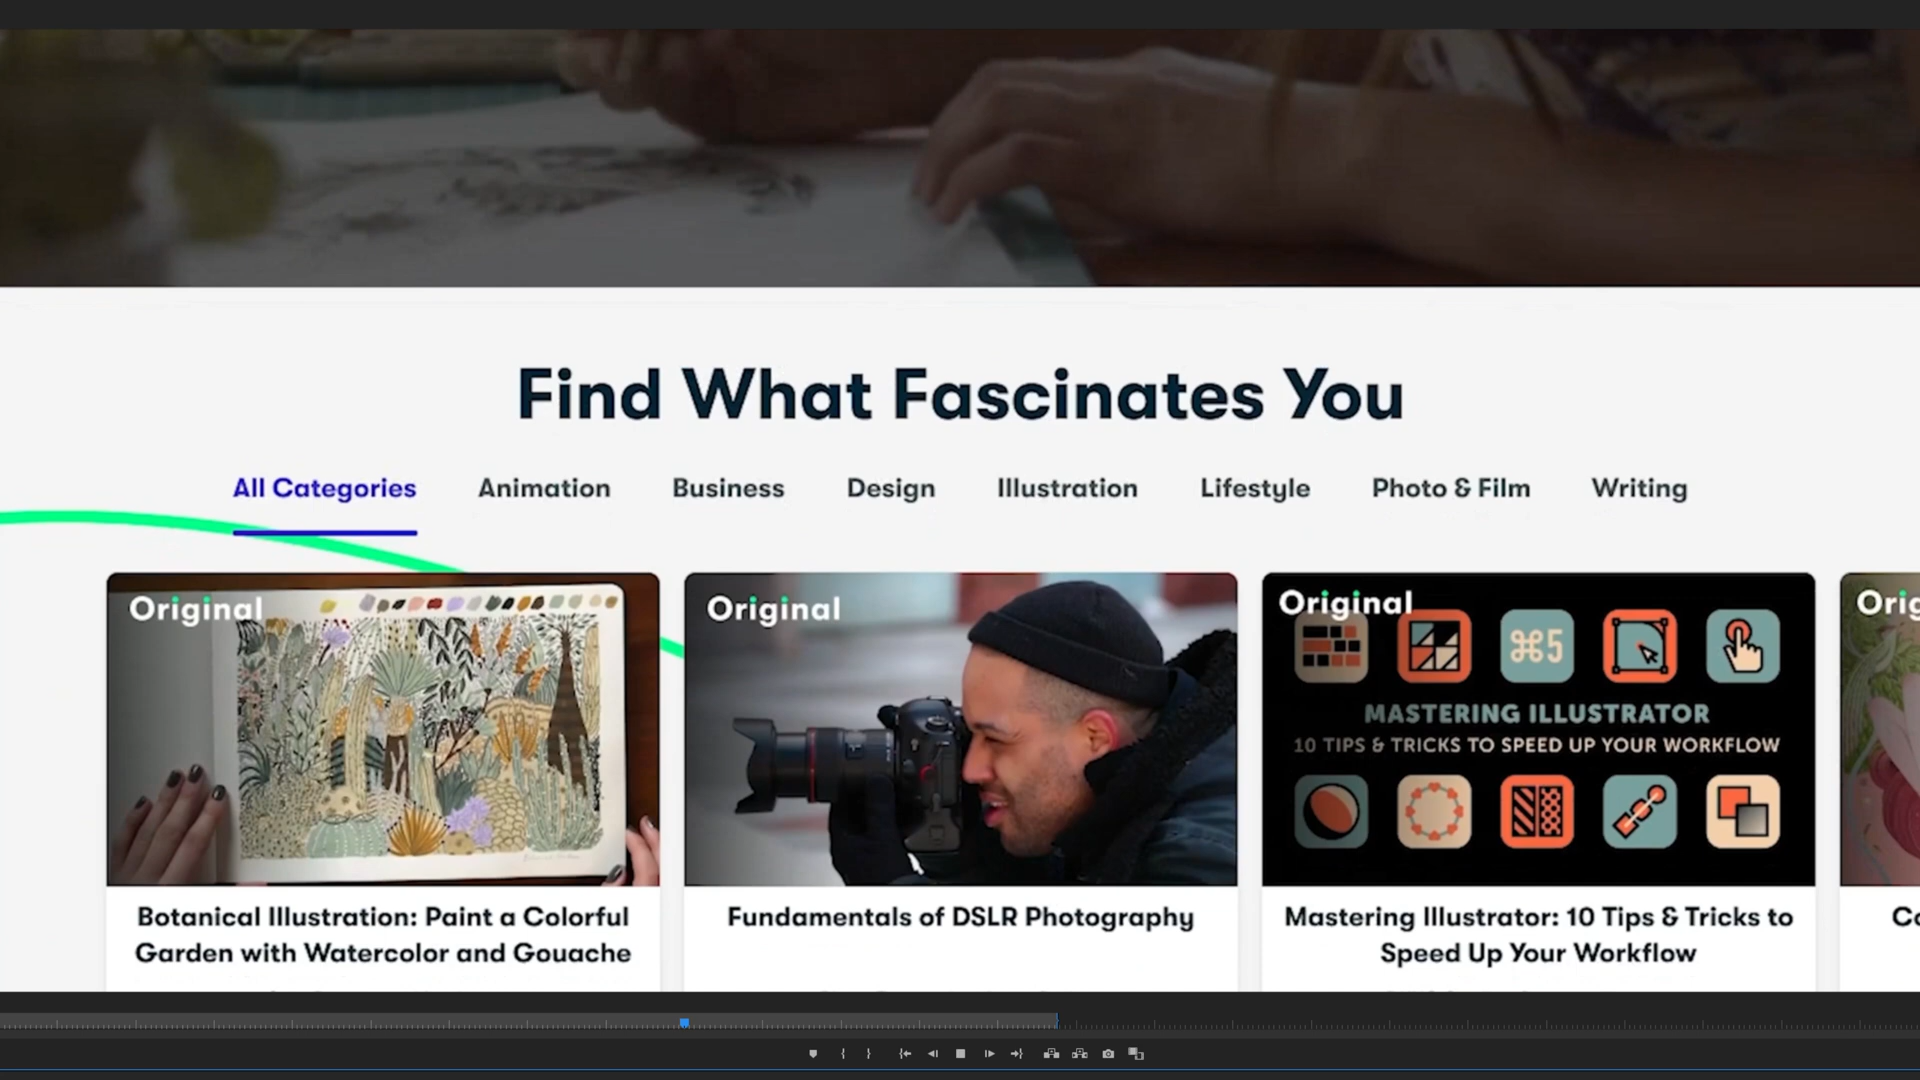 Find What Fascinates You
All Categories Animation Business Design Illustration Lifestyle Photo & Film Writing
Original
Original
Original
⌘5
MASTERING ILLUSTRATOR
10 TIPS & TRICKS TO SPEED UP YOUR WORKFLOW
Botanical Illustration: Paint a Colorful
Garden with Watercolor and Gouache
Fundamentals of DSLR Photography
Mastering Illustrator: 10 Tips & Tricks to
Speed Up Your Workflow